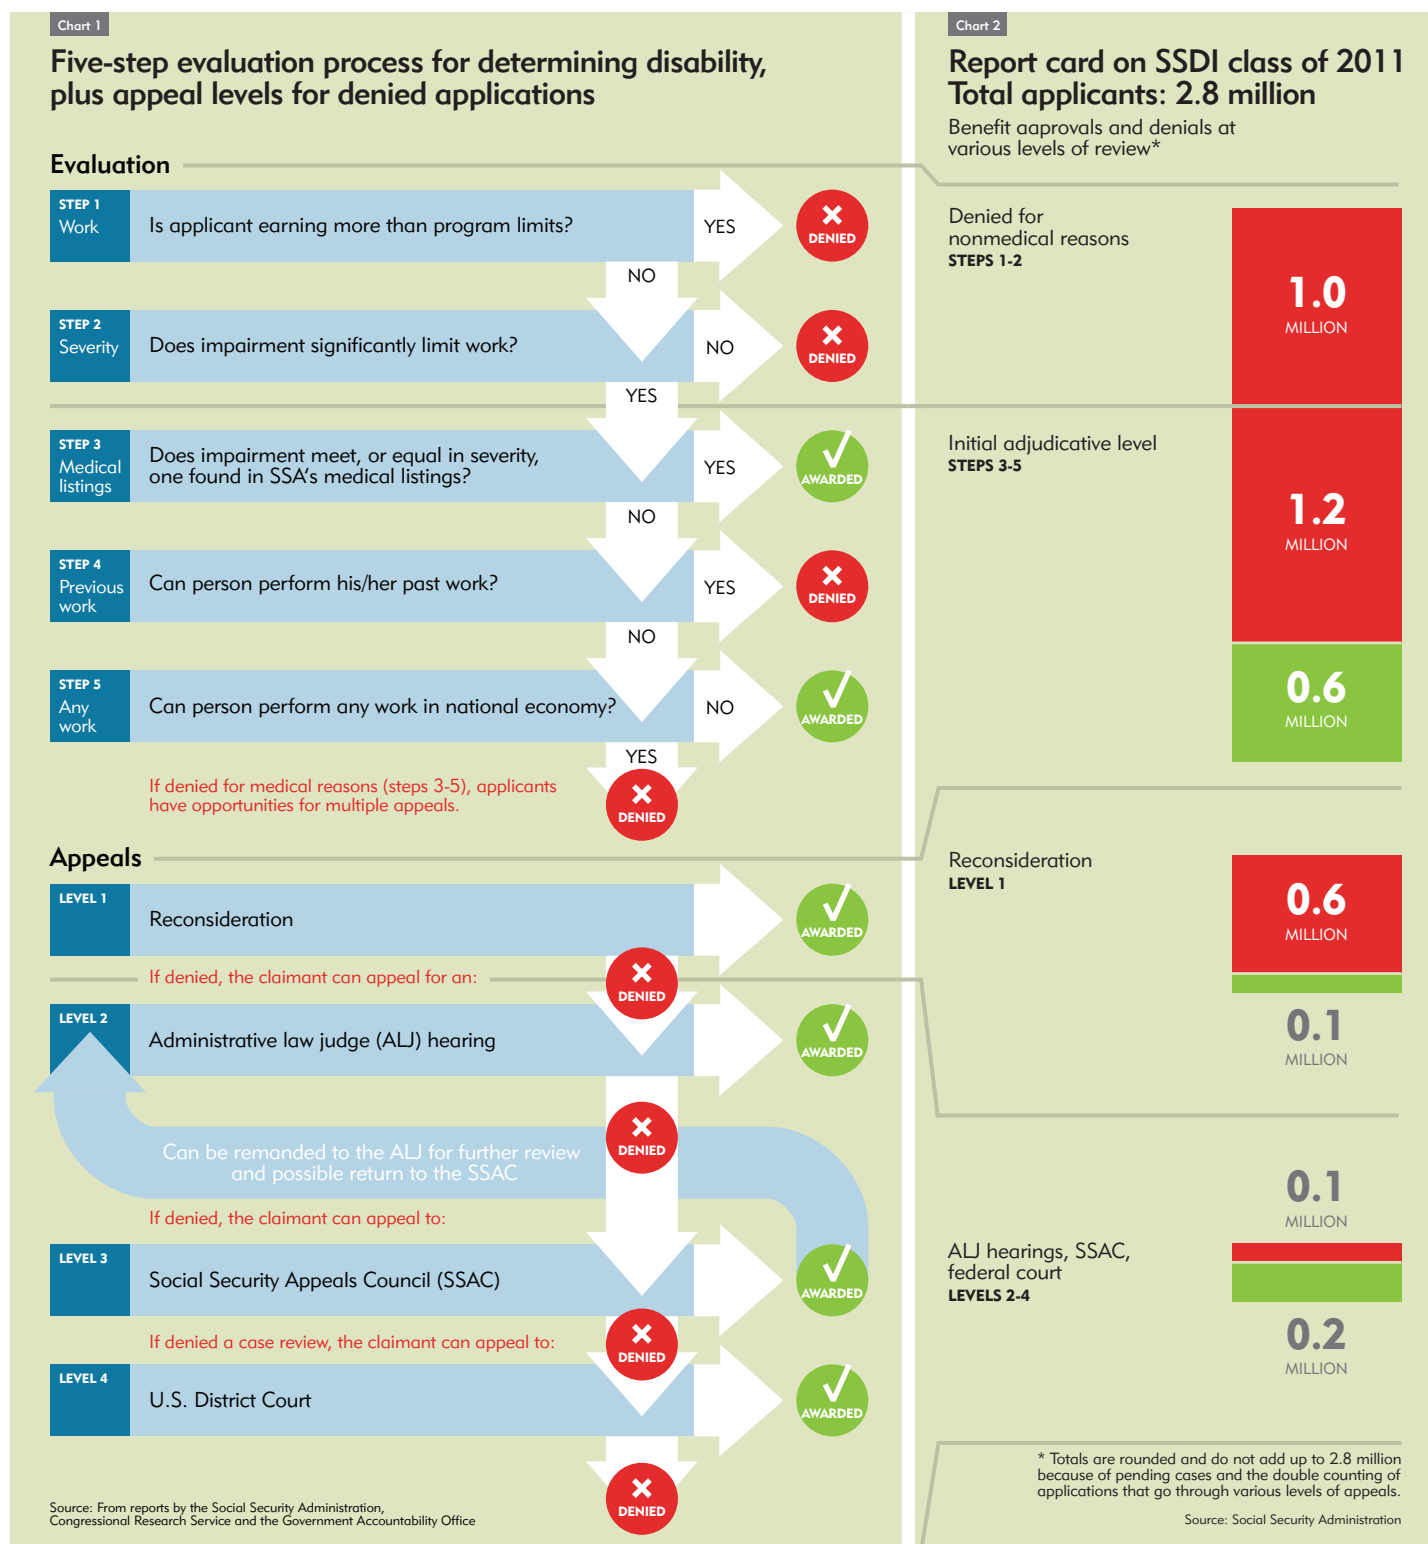 Chart 1
Five-step evaluation process for determining disability,
plus appeal levels for denied applications
Evaluation
STEP 1
Work
Is applicant earning more than program limits?
YES
DENIED
NO
STEP 2
Severity
Does impairment significantly limit work?
NO
DENIED
YES
STEP 3
Medical
listings
Does impairment meet, or equal in severity,
one found in SSA's medical listings?
YES
AWARDED
NO
STEP 4
Previous
work
Can person perform his/her past work?
YES
DENIED
NO
STEP 5
Any
work
Can person perform any work in national economy?
NO
AWARDED
YES
DENIED
If denied for medical reasons (steps 3-5), applicants
have opportunities for multiple appeals.
Appeals
LEVEL 1
Reconsideration
AWARDED
DENIED
If denied, the claimant can appeal for an:
LEVEL 2
Administrative law judge (ALJ) hearing
AWARDED
DENIED
Can be remanded to the ALJ for further review
and possible return to the SSAC
If denied, the claimant can appeal to:
LEVEL 3
Social Security Appeals Council (SSAC)
AWARDED
DENIED
If denied a case review, the claimant can appeal to:
LEVEL 4
U.S. District Court
AWARDED
DENIED
Source: From reports by the Social Security Administration,
Congressional Research Service and the Government Accountability Office
Chart 2
Report card on SSDI class of 2011
Total applicants: 2.8 million
Benefit aaprovals and denials at
various levels of review*
Denied for
nonmedical reasons
STEPS 1-2
1.0
MILLION
Initial adjudicative level
STEPS 3-5
1.2
MILLION
0.6
MILLION
Reconsideration
LEVEL 1
0.6
MILLION
0.1
MILLION
0.1
MILLION
ALJ hearings, SSAC,
federal court
LEVELS 2-4
0.2
MILLION
* Totals are rounded and do not add up to 2.8 million
because of pending cases and the double counting of
applications that go through various levels of appeals.
Source: Social Security Administration